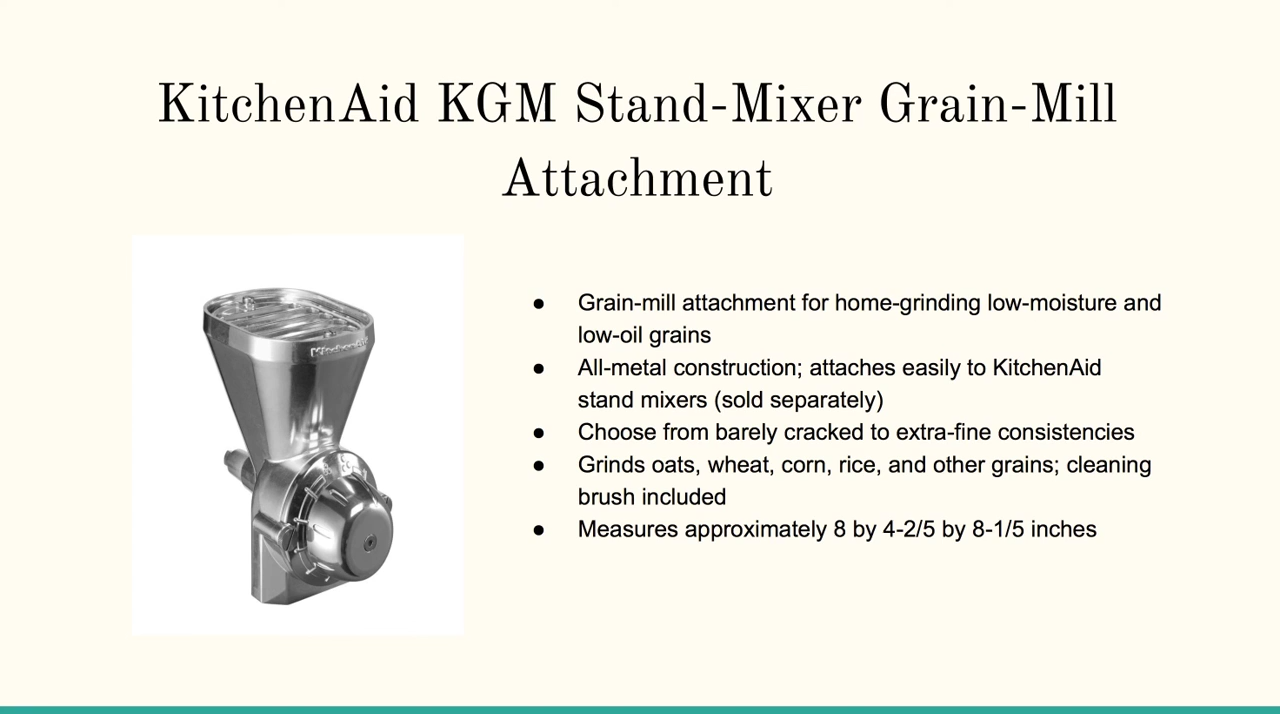 KitchenAid KGM Stand-Mixer Grain-Mill
Attachment
KitchenAid
● Grain-mill attachment for home-grinding low-moisture and
low-oil grains
● All-metal construction; attaches easily to KitchenAid
stand mixers (sold separately)
● Choose from barely cracked to extra-fine consistencies
● Grinds oats, wheat, corn, rice, and other grains; cleaning
brush included
● Measures approximately 8 by 4-2/5 by 8-1/5 inches